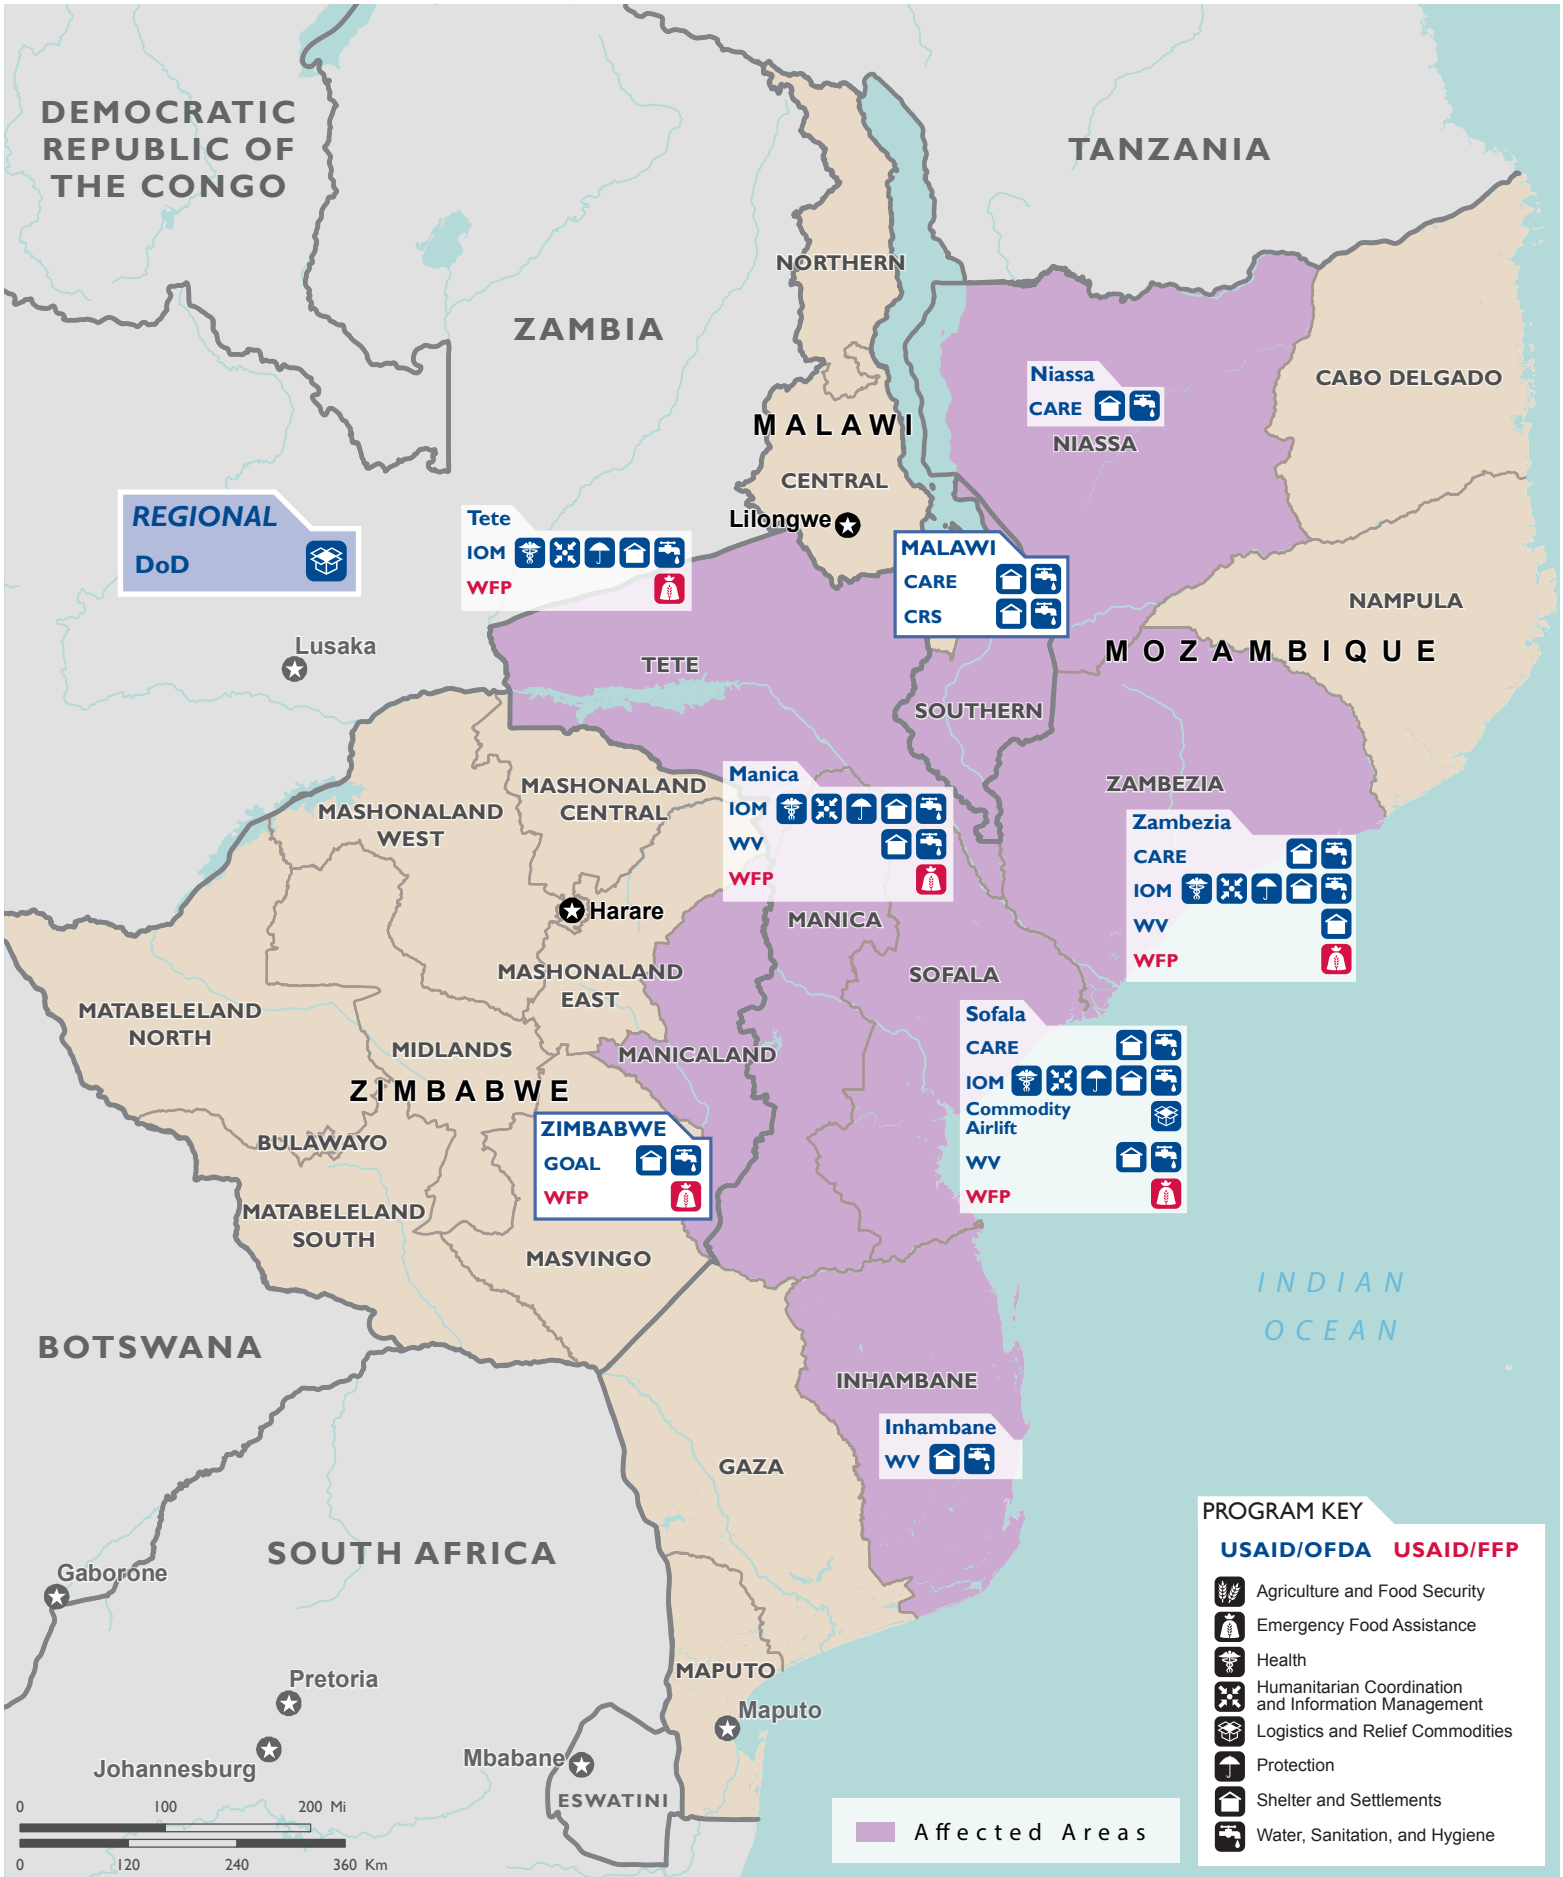 DEMOCRATIC
REPUBLIC OF
THE CONGO
TANZANIA
NORTHERN
ZAMBIA
Niassa
CARE
NIASSA
CABO DELGADO
MALAWI
CENTRAL
Lilongwe
REGIONAL
DoD
Tete
IOM
WFP
MALAWI
CARE
CRS
NAMPULA
MOZAMBIQUE
Lusaka
TETE
SOUTHERN
Manica
IOM
WV
WFP
MASHONALAND
CENTRAL
MASHONALAND
WEST
ZAMBEZIA
Zambezia
CARE
IOM
WV
WFP
Harare
MANICA
MASHONALAND
EAST
SOFALA
MATABELELAND
NORTH
Sofala
CARE
IOM
Commodity
Airlift
WV
WFP
MIDLANDS
MANICALAND
ZIMBABWE
BULAWAYO
ZIMBABWE
GOAL
WFP
MATABELELAND
SOUTH
MASVINGO
INDIAN
OCEAN
BOTSWANA
INHAMBANE
Inhambane
WV
GAZA
SOUTH AFRICA
Gaborone
Pretoria
Johannesburg
MAPUTO
Maputo
Mbabane
ESWATINI
0 100 200 Mi
0 120 240 360 Km
Affected Areas
PROGRAM KEY
USAID/OFDA USAID/FFP
Agriculture and Food Security
Emergency Food Assistance
Health
Humanitarian Coordination
and Information Management
Logistics and Relief Commodities
Protection
Shelter and Settlements
Water, Sanitation, and Hygiene